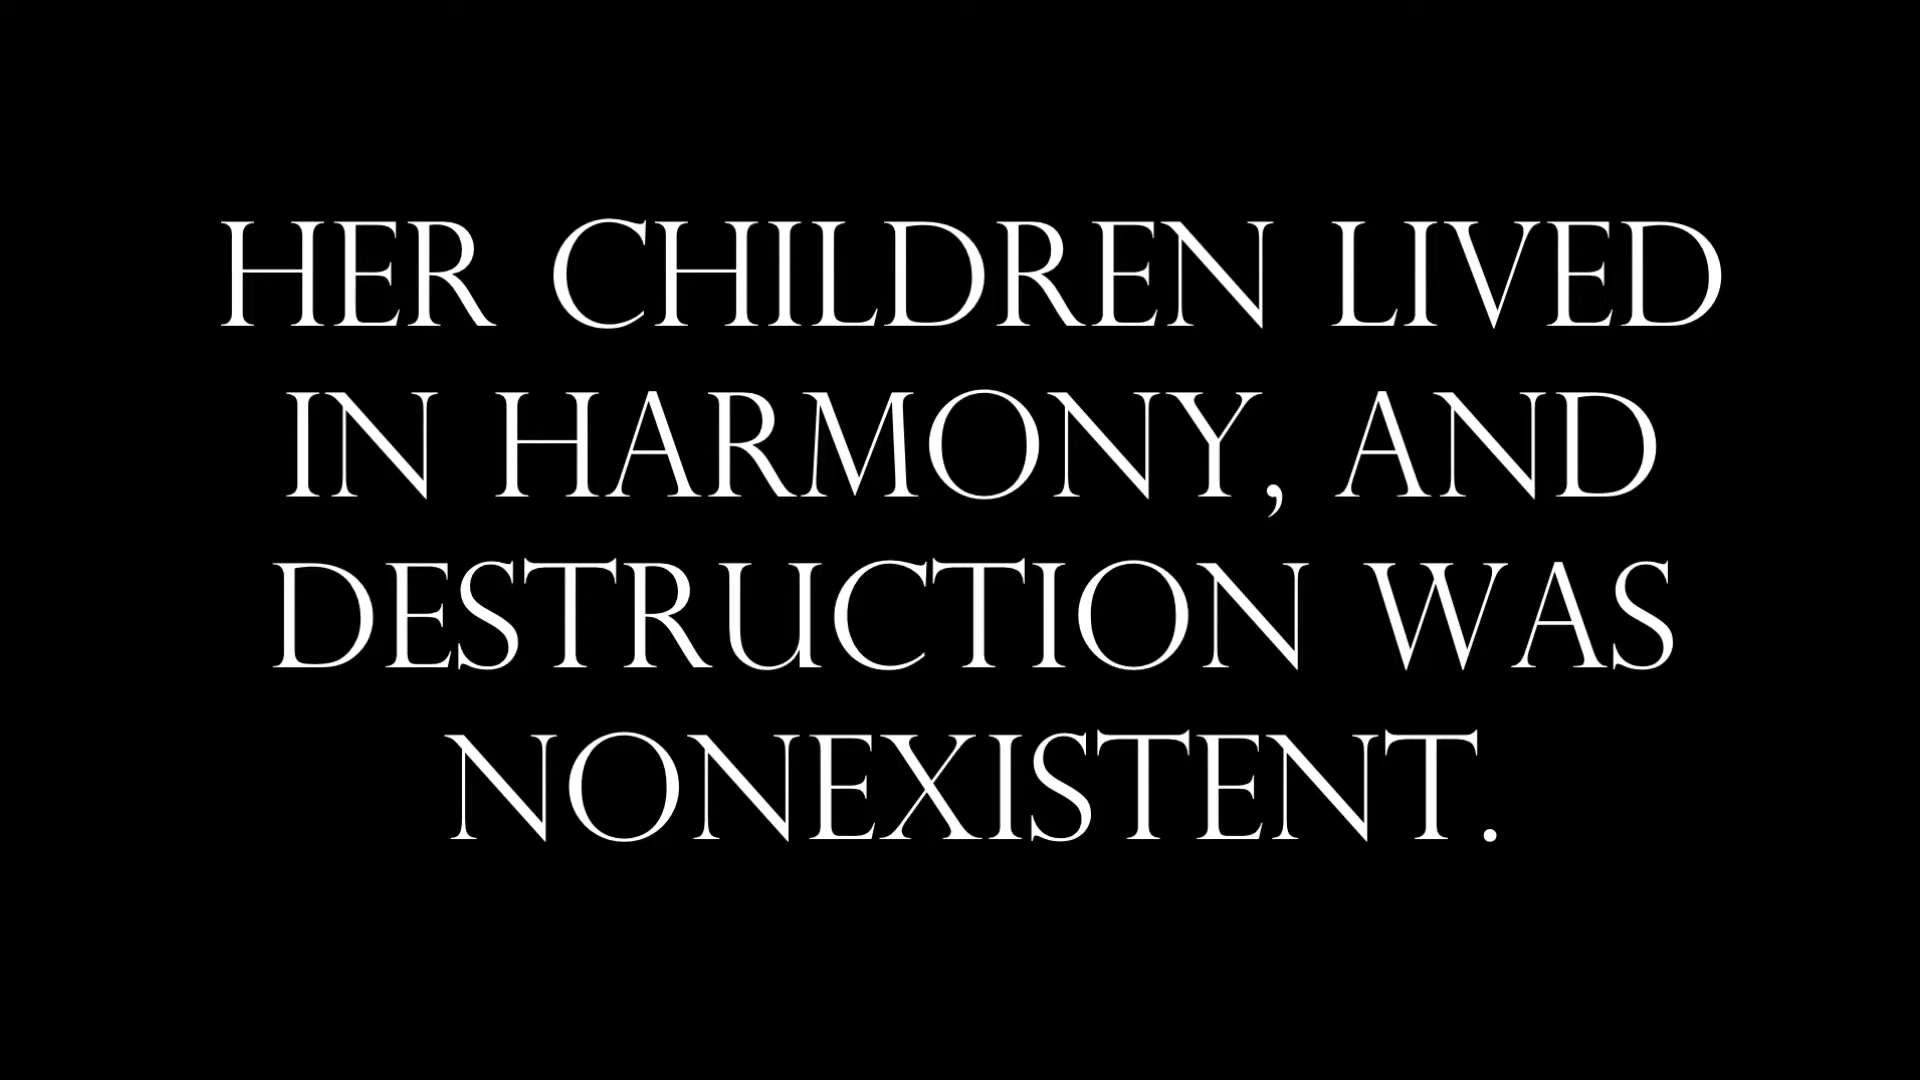 HER CHILDREN LIVED
IN HARMONY, AND
DESTRUCTION WAS
NONEXISTENT.